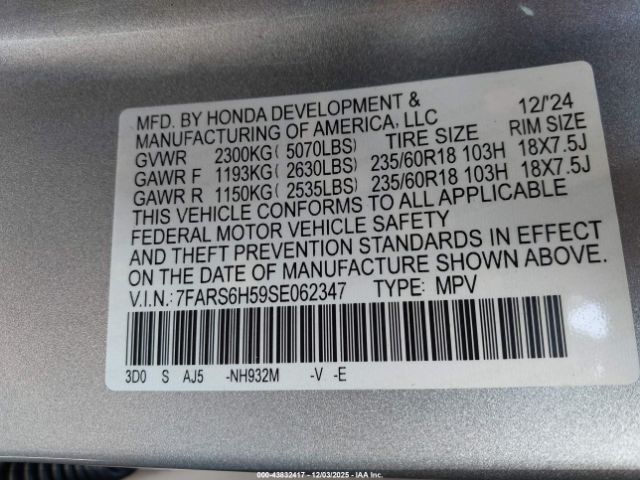 MFD. BY HONDA DEVELOPMENT & 12/'24
MANUFACTURING OF AMERICA, LLC TIRE SIZE RIM SIZE
GVWR 2300KG( 5070LBS)
GAWR F 1193KG( 2630LBS) 235/60R18 103H 18X7.5J
GAWR R 1150KG( 2535LBS) 235/60R18 103H 18X7.5J
THIS VEHICLE CONFORMS TO ALL APPLICABLE
FEDERAL MOTOR VEHICLE SAFETY
AND THEFT PREVENTION STANDARDS IN EFFECT
ON THE DATE OF MANUFACTURE SHOWN ABOVE.
V.I.N.:7FARS6H59SE062347 TYPE: MPV
3D0 S AJ5 -NH932M -V -E
000-43832417 - 12/03/2025 - IAA Inc.